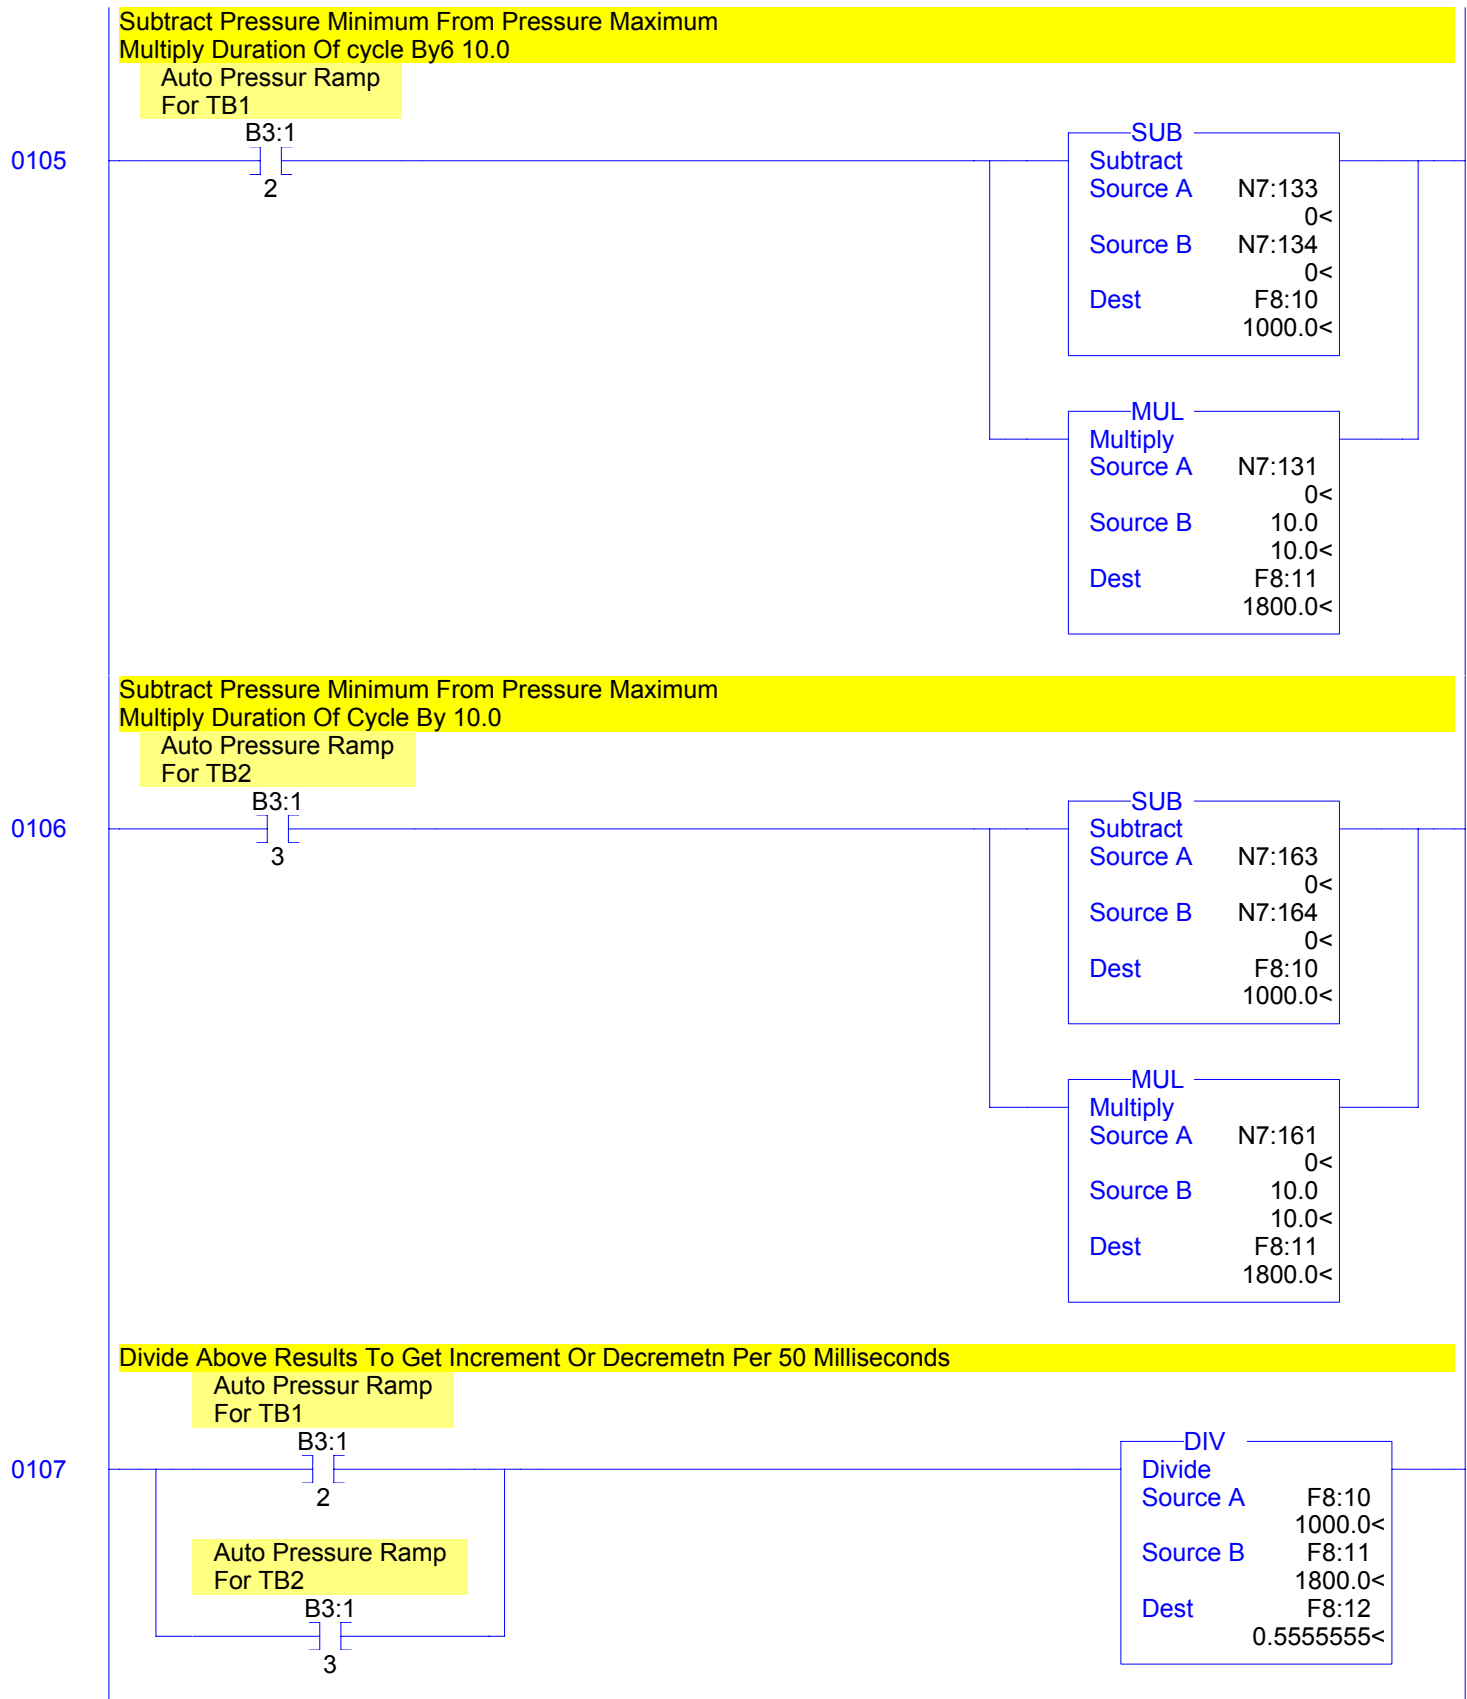 Subtract Pressure Minimum From Pressure Maximum
Multiply Duration Of cycle By6 10.0
Auto Pressur Ramp
For TB1
B3:1
2
0105
SUB
Subtract
Source A N7:133
0<
Source B N7:134
0<
Dest F8:10
1000.0<
MUL
Multiply
Source A N7:131
0<
Source B 10.0
10.0<
Dest F8:11
1800.0<
Subtract Pressure Minimum From Pressure Maximum
Multiply Duration Of Cycle By 10.0
Auto Pressure Ramp
For TB2
B3:1
3
0106
SUB
Subtract
Source A N7:163
0<
Source B N7:164
0<
Dest F8:10
1000.0<
MUL
Multiply
Source A N7:161
0<
Source B 10.0
10.0<
Dest F8:11
1800.0<
Divide Above Results To Get Increment Or Decremetn Per 50 Milliseconds
Auto Pressur Ramp
For TB1
B3:1
2
0107
Auto Pressure Ramp
For TB2
B3:1
3
DIV
Divide
Source A F8:10
1000.0<
Source B F8:11
1800.0<
Dest F8:12
0.5555555<